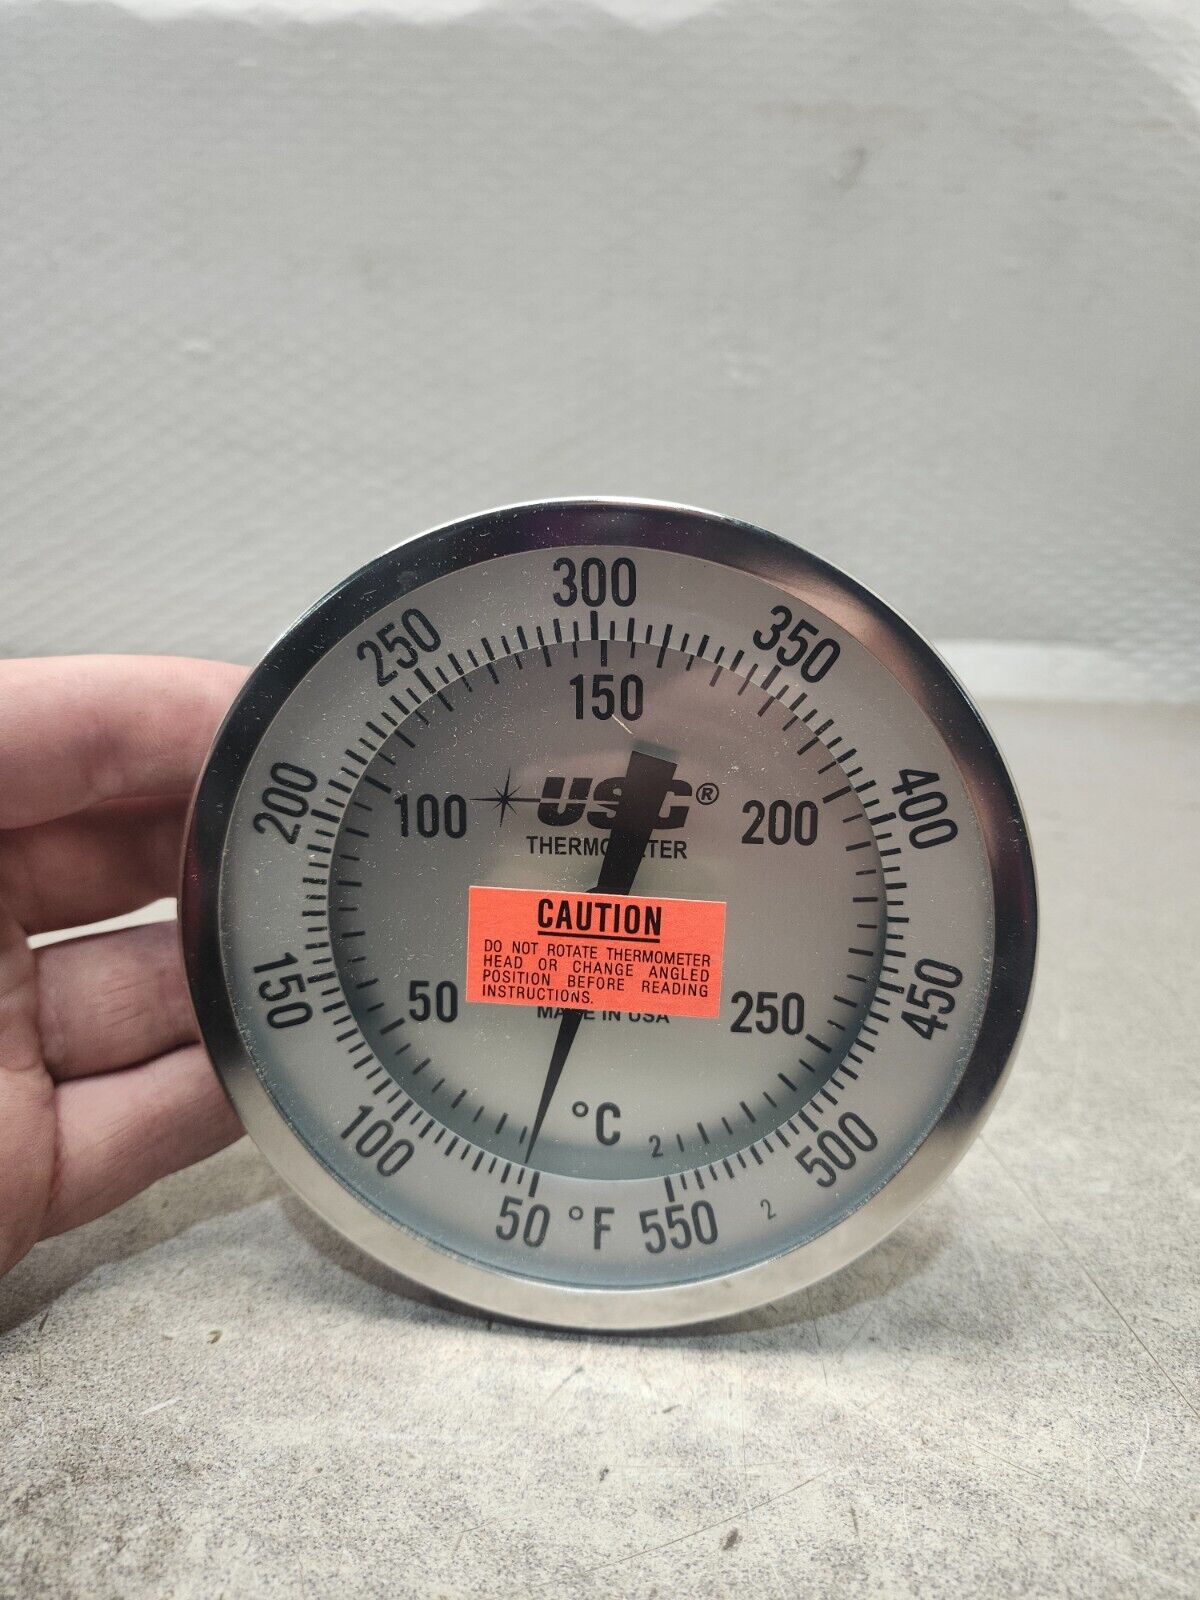 300
250
350
150
200
400
100
USC®
200
THERMOMETER
CAUTION
DO NOT ROTATE THERMOMETER
HEAD OR CHANGE ANGLED
POSITION BEFORE READING
INSTRUCTIONS.
150
50
250
450
MADE IN USA
100
°C
2
500
50 °F 550
2